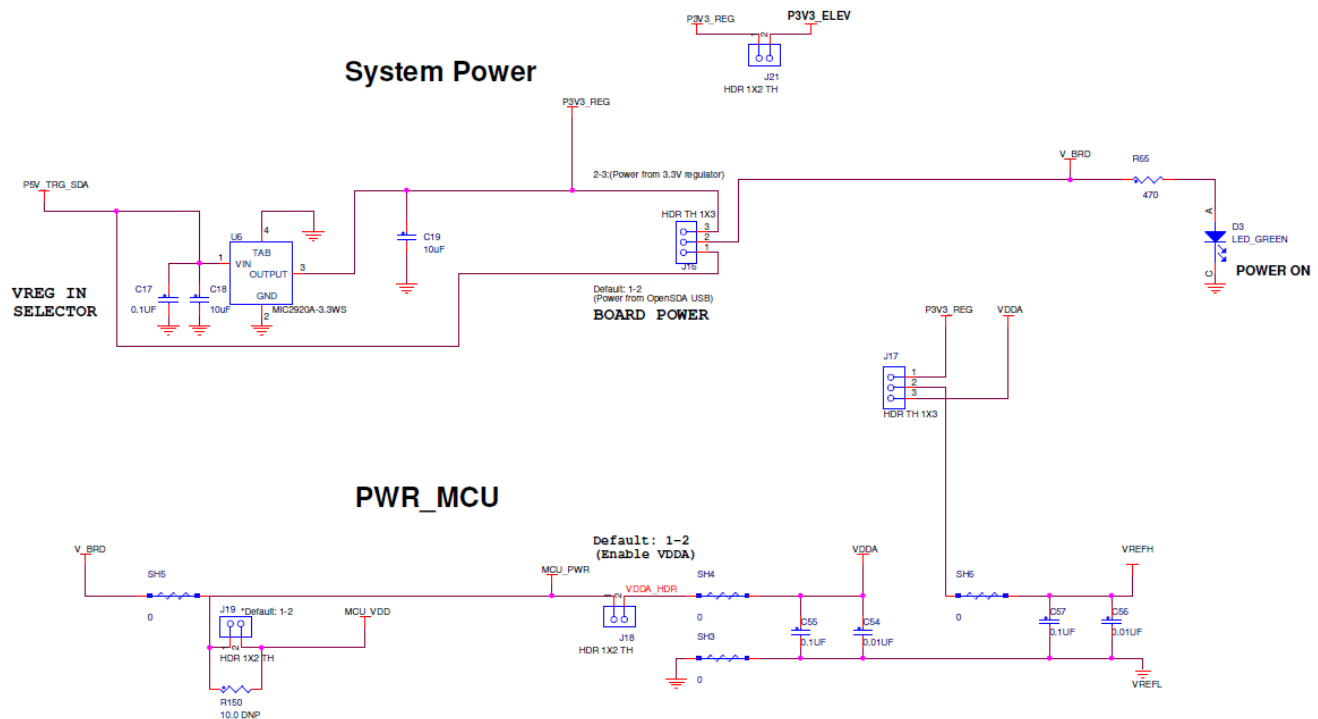 P3V3_REG
P3V3_ELEV
1
2
J21
HDR 1X2 TH
System Power
P3V3_REG
P5V_TRG_SDA
2-3:(Power from 3.3V regulator)
V_BRD
R65
470
HDR TH 1X3
3
2
1
J16
U6
4
TAB
1
VIN
OUTPUT
3
GND
2
MIC2920A-3.3WS
C19
10uF
A
D3
LED_GREEN
C
POWER ON
VREG IN
SELECTOR
C17
0.1UF
C18
10uF
Default: 1-2
(Power from OpenSDA USB)
BOARD POWER
P3V3_REG
VDDA
J17
1
2
3
HDR TH 1X3
PWR_MCU
Default: 1-2
(Enable VDDA)
V_BRD
SH5
0
J19
*Default: 1-2
1
2
HDR 1X2 TH
MCU_VDD
R150
10.0 DNP
MCU_PWR
VDDA_HDR
1
2
J18
HDR 1X2 TH
SH4
0
VDDA
SH3
0
C55
0.1UF
C54
0.01UF
SH6
0
VREFH
C57
0.1UF
C56
0.01UF
VREFL